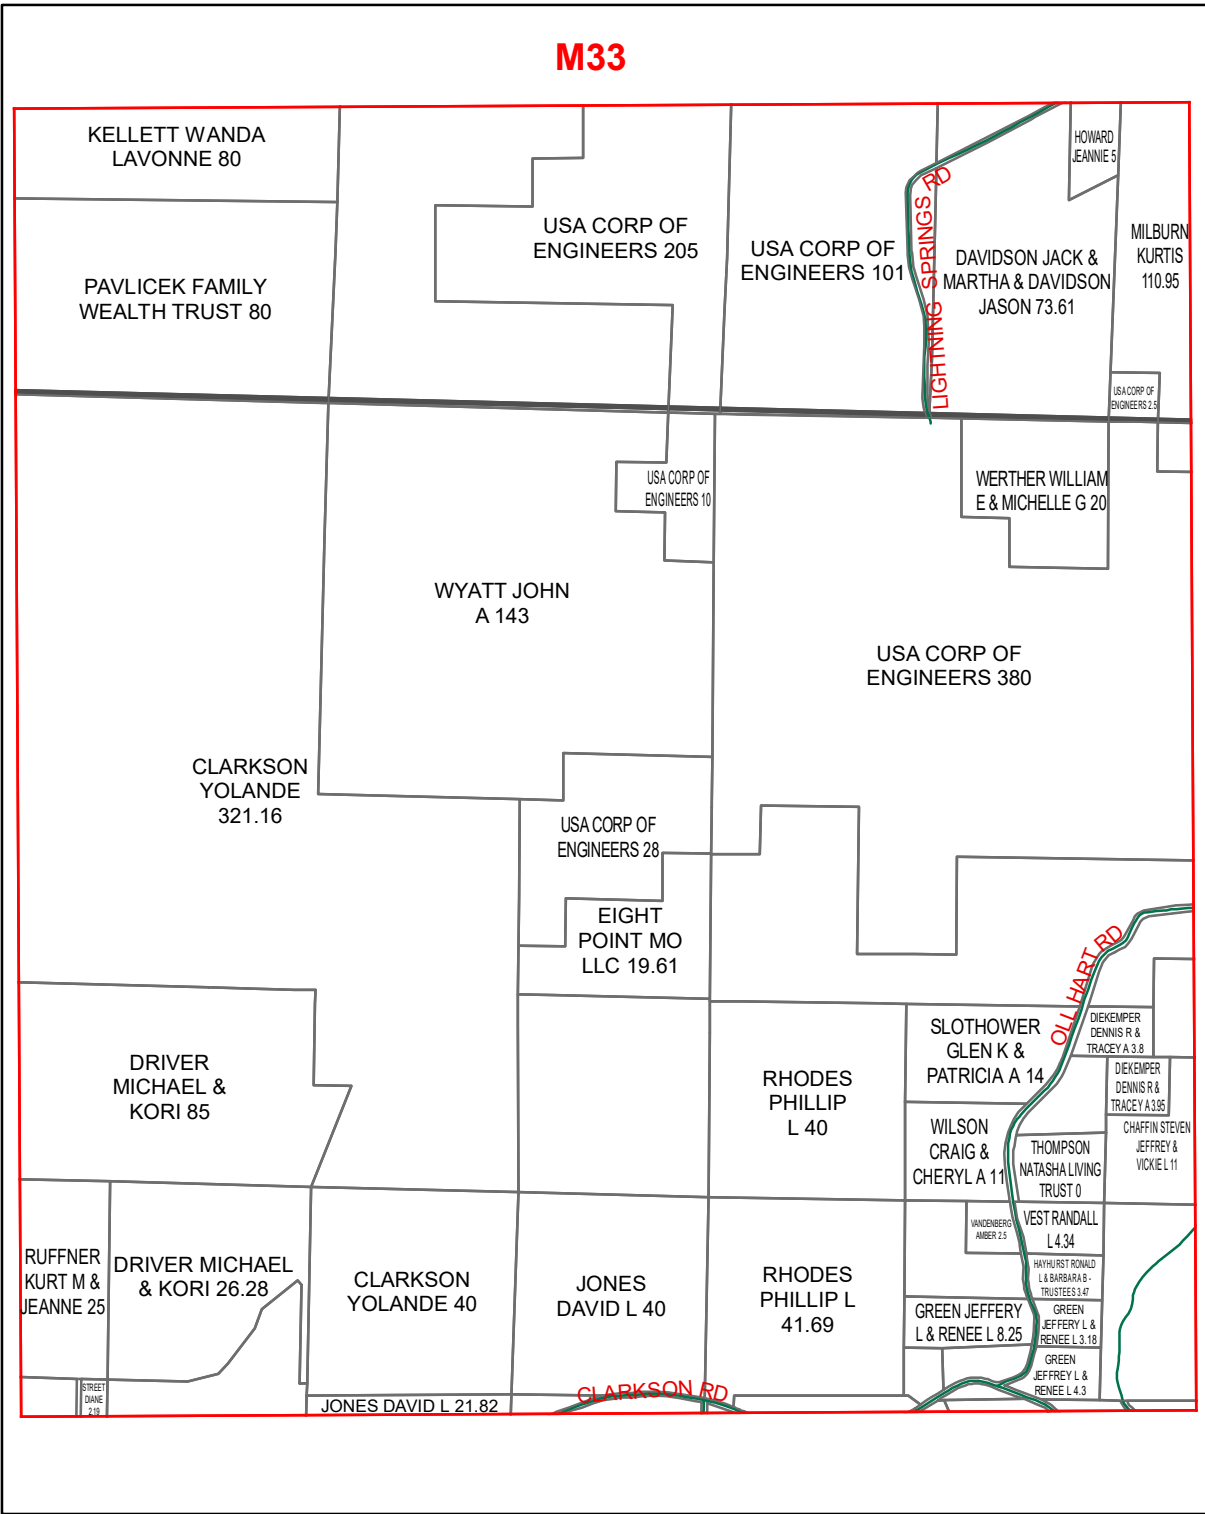 M33
KELLETT WANDA
LAVONNE 80
HOWARD
JEANNIE 5
PAVLICEK FAMILY
WEALTH TRUST 80
USA CORP OF
ENGINEERS 205
USA CORP OF
ENGINEERS 101
LIGHTNING SPRINGS RD
DAVIDSON JACK &
MARTHA & DAVIDSON
JASON 73.61
MILBURN
KURTIS
110.95
USA CORP OF
ENGINEERS 2.5
USA CORP OF
ENGINEERS 10
WERTHER WILLIAM
E & MICHELLE G 20
WYATT JOHN
A 143
USA CORP OF
ENGINEERS 380
CLARKSON
YOLANDE
321.16
USA CORP OF
ENGINEERS 28
EIGHT
POINT MO
LLC 19.61
OLL HART RD
DRIVER
MICHAEL &
KORI 85
RHODES
PHILLIP
L 40
SLOTHOWER
GLEN K &
PATRICIA A 14
DIEKEMPER
DENNIS R &
TRACEY A 3.8
DIEKEMPER
DENNIS R &
TRACEY A 3.95
WILSON
CRAIG &
CHERYL A 11
THOMPSON
NATASHA LIVING
TRUST 0
CHAFFIN STEVEN
JEFFREY &
VICKIE L 11
VANDENBERG
AMBER 2.5
VEST RANDALL
L 4.34
RUFFNER
KURT M &
JEANNE 25
DRIVER MICHAEL
& KORI 26.28
CLARKSON
YOLANDE 40
JONES
DAVID L 40
RHODES
PHILLIP L
41.69
HAYHURST RONALD
L & BARBARA B -
TRUSTEES 3.47
GREEN JEFFERY
L & RENEE L 8.25
GREEN
JEFFERY L &
RENEE L 3.18
GREEN
JEFFREY L &
RENEE L 4.3
STREET
DIANE
2.19
JONES DAVID L 21.82
CLARKSON RD